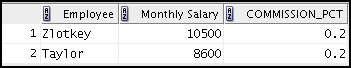 Employee Monthly Salary COMMISSION_PCT
1 Zlotkey 10500 0.2
2 Taylor 8600 0.2